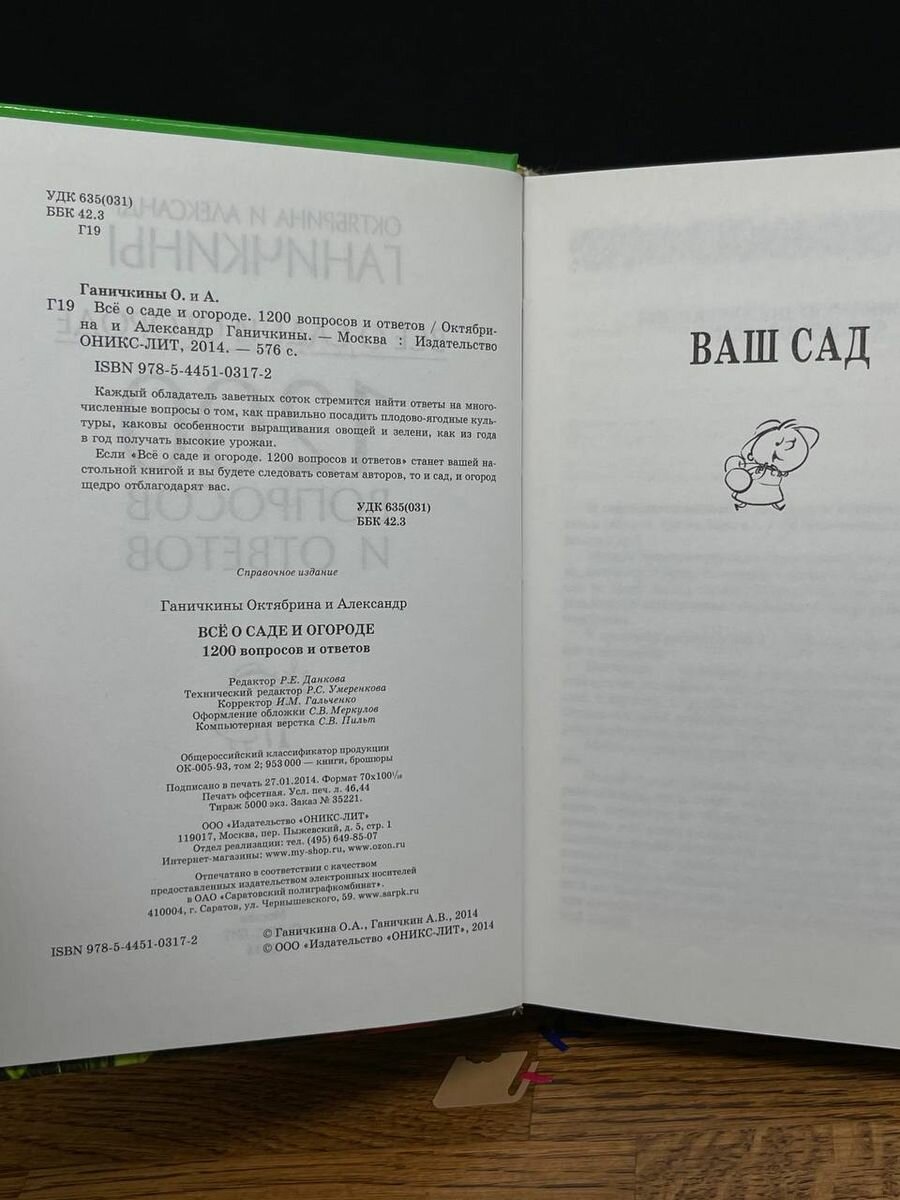 УДК 635(031)
ББК 42.3
Г19
Ганичкины О. и А.
Г19 Всё о саде и огороде. 1200 вопросов и ответов / Октябри-
на и Александр Ганичкины. — Москва : Издательство
ОНИКС-ЛИТ, 2014. — 576 с.
ISBN 978-5-4451-0317-2
Каждый обладатель заветных соток стремится найти ответы на много-
численные вопросы о том, как правильно посадить плодово-ягодные куль-
туры, каковы особенности выращивания овощей и зелени, как из года
в год получать высокие урожаи.
Если «Всё о саде и огороде. 1200 вопросов и ответов» станет вашей на-
стольной книгой и вы будете следовать советам авторов, то и сад, и огород
щедро отблагодарят вас.
УДК 635(031)
ББК 42.3
Справочное издание
Ганичкины Октябрина и Александр
ВСЁ О САДЕ И ОГОРОДЕ
1200 вопросов и ответов
Редактор Р.Е. Данкова
Технический редактор Р.С. Умеренкова
Корректор И.М. Гальченко
Оформление обложки С.В. Меркулов
Компьютерная верстка С.В. Пильт
Общероссийский классификатор продукции
ОК-005-93, том 2; 953 000 — книги, брошюры
Подписано в печать 27.01.2014. Формат 70х100 1/16
Печать офсетная. Усл. печ. л. 46,44
Тираж 5000 экз. Заказ № 35221.
ООО «Издательство «ОНИКС-ЛИТ»
119017, Москва, пер. Пыжевский, д. 5, стр. 1
Отдел реализации: тел. (495) 649-85-07
Интернет-магазины: www.my-shop.ru, www.ozon.ru
Отпечатано в соответствии с качеством
предоставленных издательством электронных носителей
в ОАО «Саратовский полиграфкомбинат».
410004, г. Саратов, ул. Чернышевского, 59. www.sarpk.ru
© Ганичкина О.А., Ганичкин А.В., 2014
ISBN 978-5-4451-0317-2
© ООО «Издательство «ОНИКС-ЛИТ», 2014
ВАШ САД